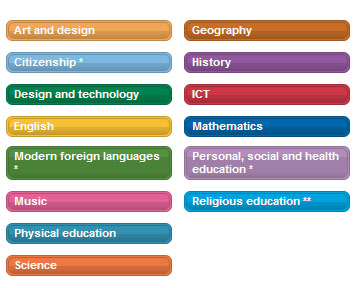 Art and design
Citizenship *
Design and technology
English
Modern foreign languages
*
Music
Physical education
Science
Geography
History
ICT
Mathematics
Personal, social and health
education *
Religious education **